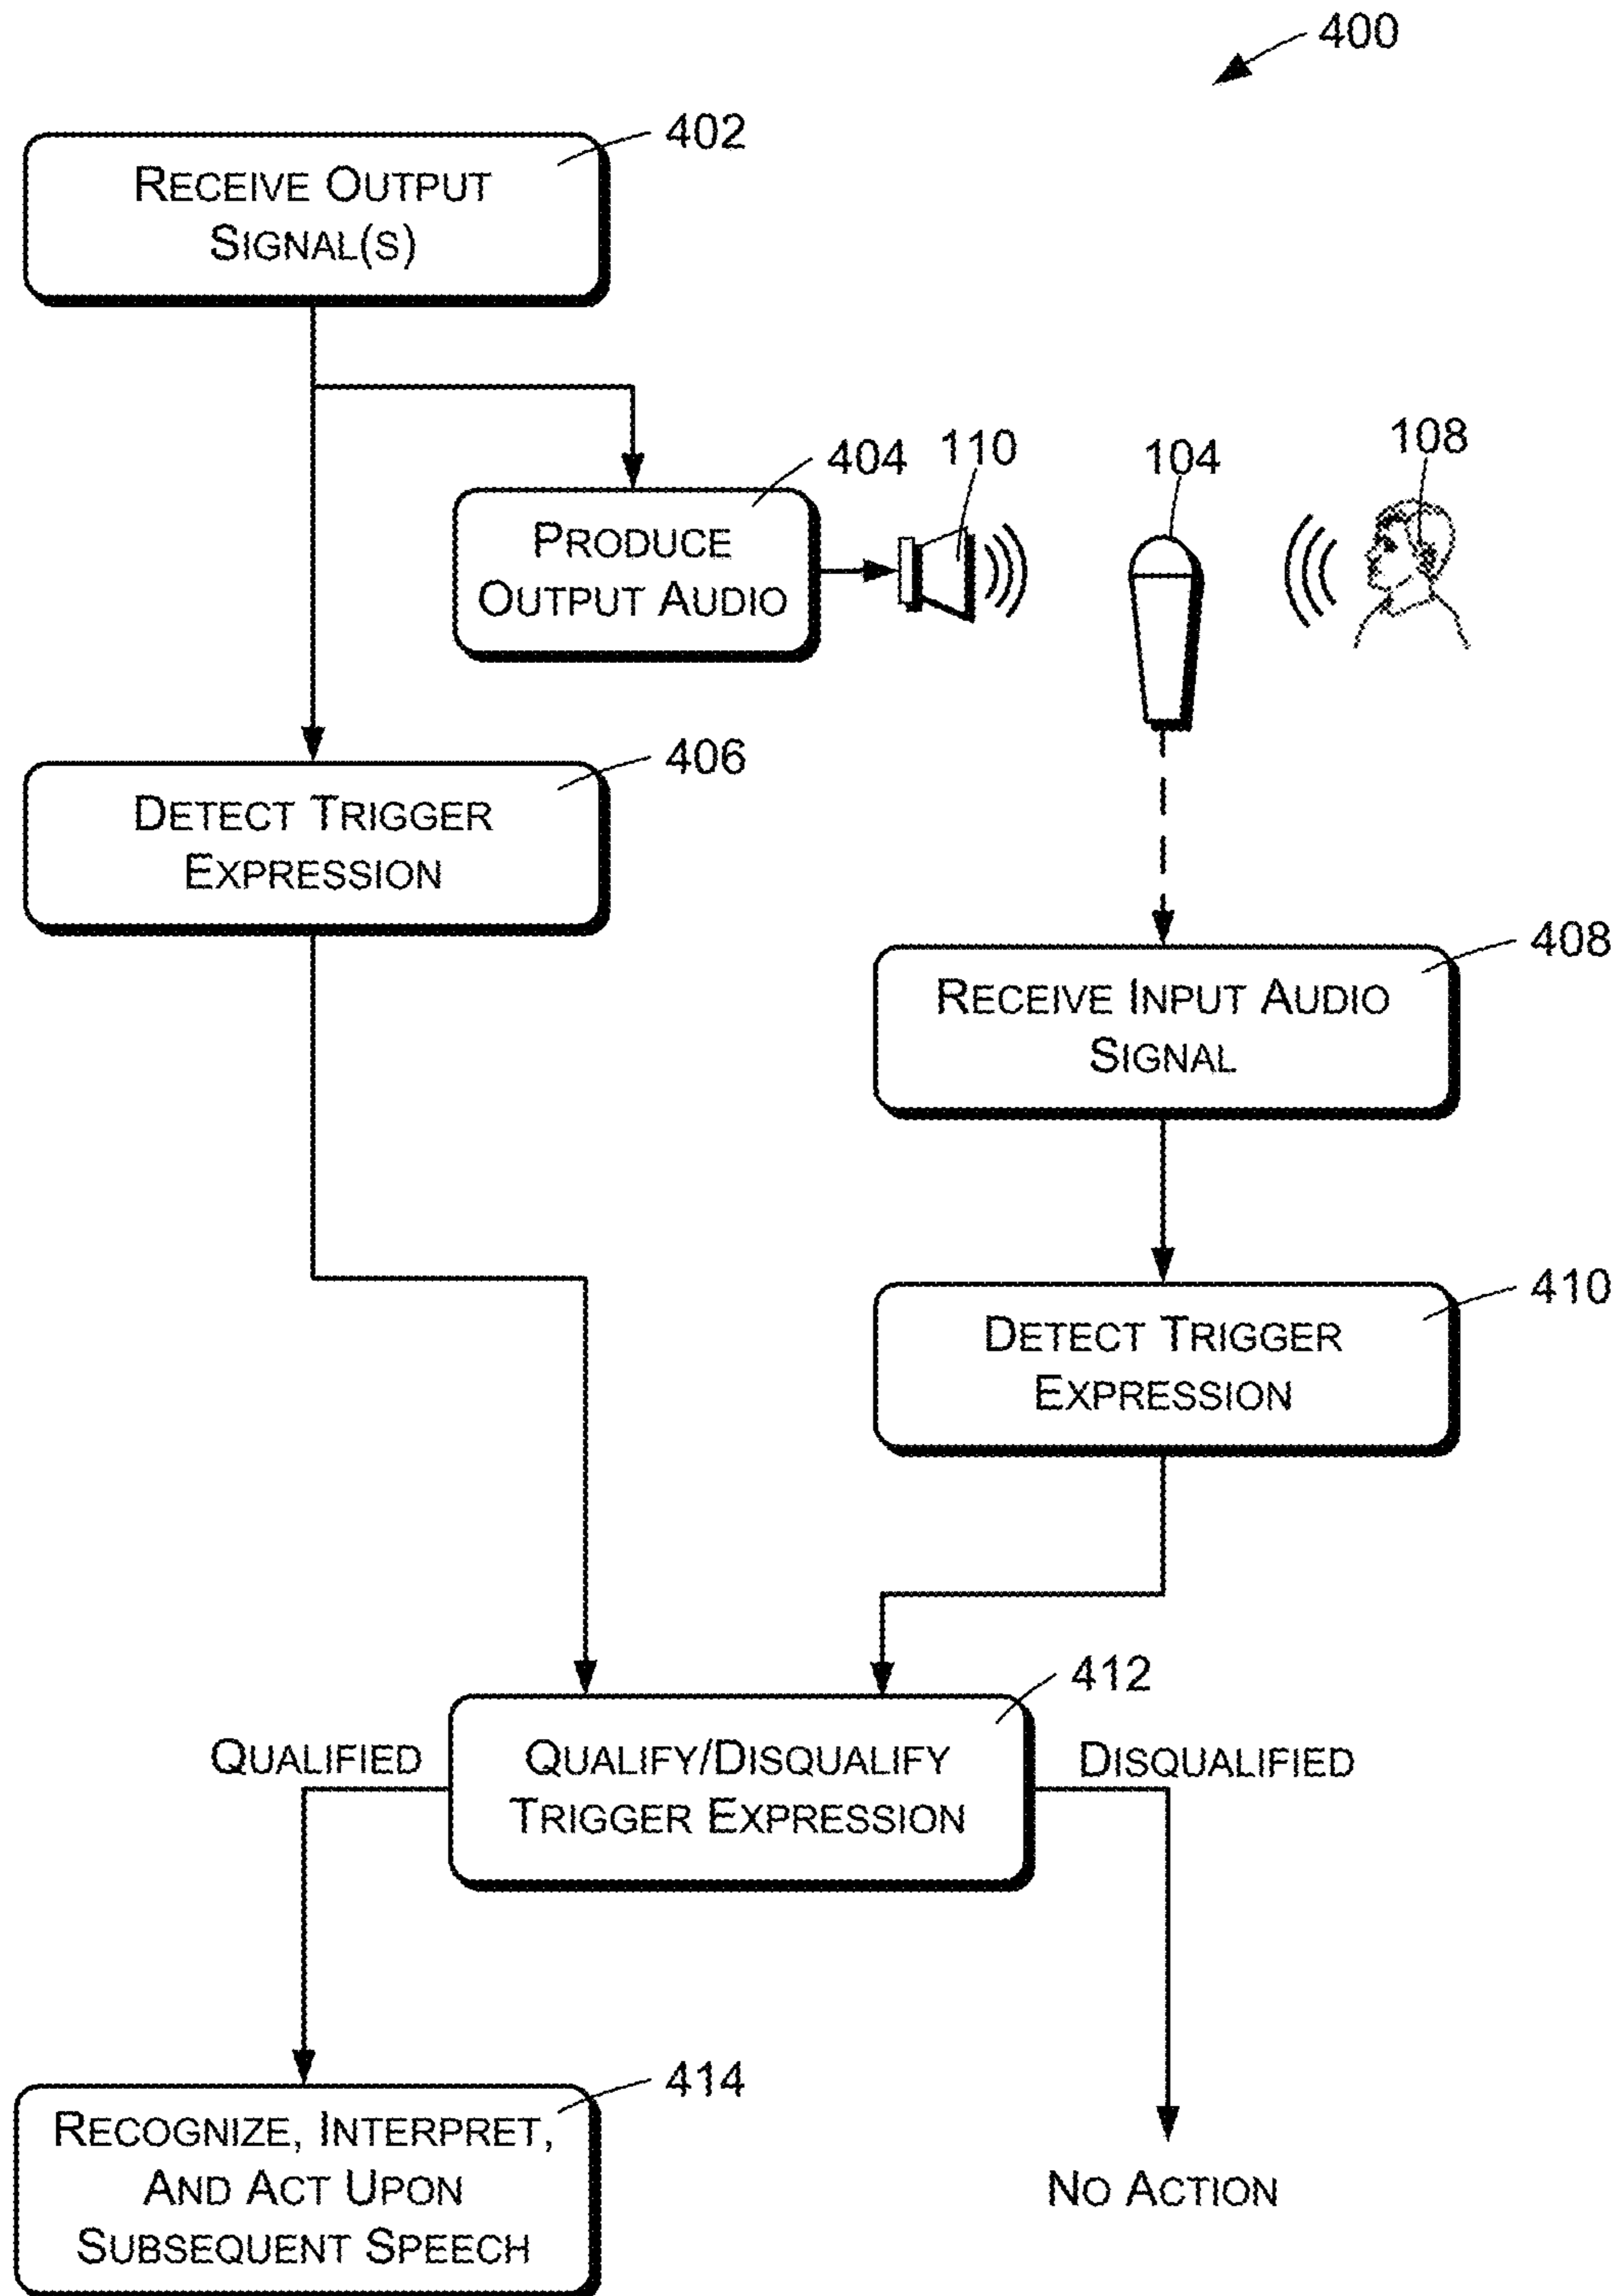 400
402
RECEIVE OUTPUT
SIGNAL(S)
404
110
104
108
PRODUCE
OUTPUT AUDIO
406
DETECT TRIGGER
EXPRESSION
408
RECEIVE INPUT AUDIO
SIGNAL
410
DETECT TRIGGER
EXPRESSION
412
QUALIFIED
QUALIFY/DISQUALIFY
TRIGGER EXPRESSION
DISQUALIFIED
414
RECOGNIZE, INTERPRET,
AND ACT UPON
SUBSEQUENT SPEECH
NO ACTION